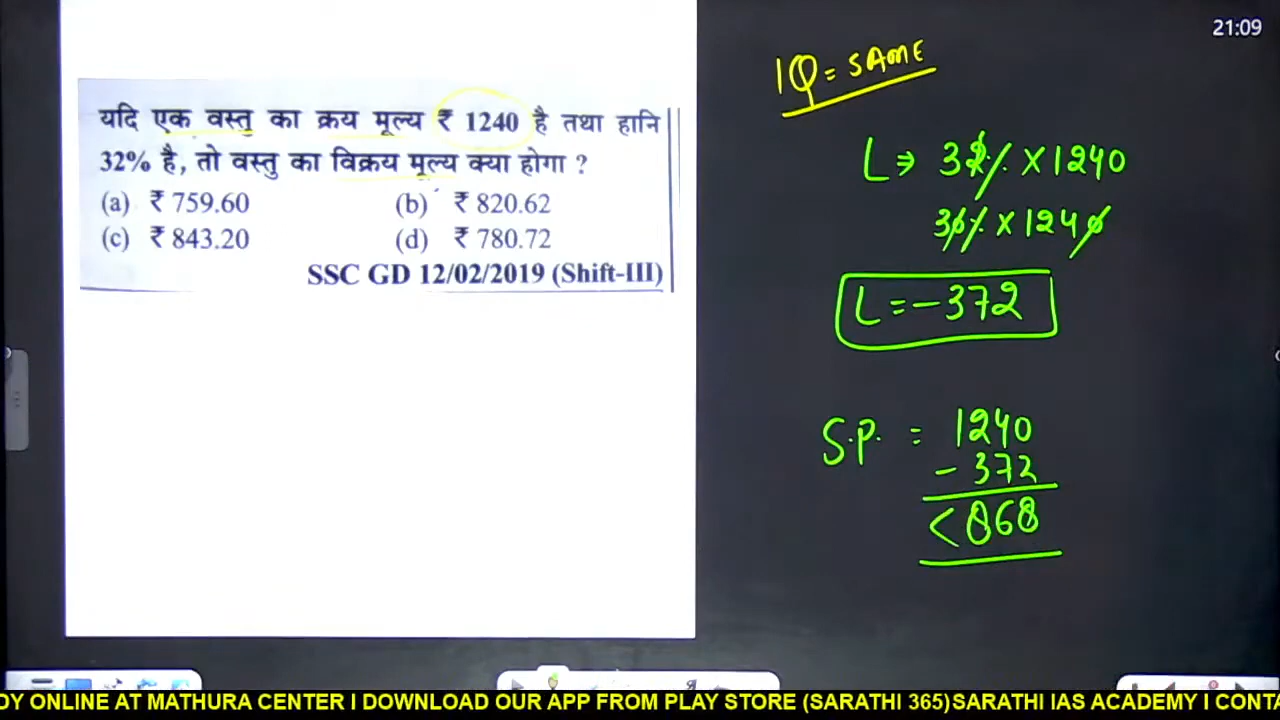 21:09
यदि एक वस्तु का क्रय मूल्य ₹ 1240 है तथा हानि
32% है, तो वस्तु का विक्रय मूल्य क्या होगा ?
(a) ₹ 759.60 (b) ₹ 820.62
(c) ₹ 843.20 (d) ₹ 780.72
SSC GD 12/02/2019 (Shift-III)
1Q = SAME
L ⇒ 32% X 1240
30% X 1240
L = - 372
S.P. = 1240
- 372
< 868
DY ONLINE AT MATHURA CENTER I DOWNLOAD OUR APP FROM PLAY STORE (SARATHI 365)SARATHI IAS ACADEMY I CONTA